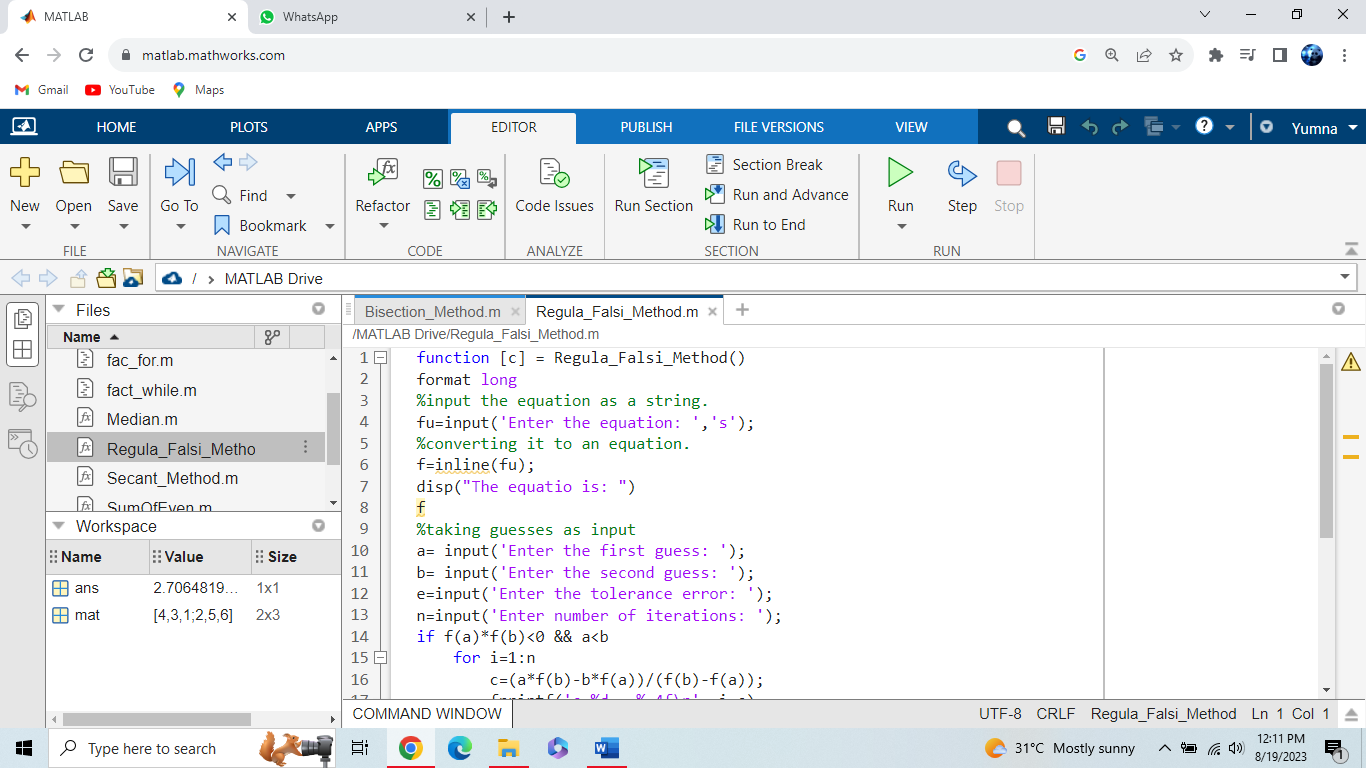 MATLAB
WhatsApp
matlab.mathworks.com
Gmail
YouTube
Maps
HOME PLOTS APPS EDITOR PUBLISH FILE VERSIONS VIEW Yumna
New
Open
Save
FILE
Go To
Find
Bookmark
NAVIGATE
Refactor
CODE
Code Issues
ANALYZE
Run Section
Section Break
Run and Advance
Run to End
SECTION
Run
Step
Stop
RUN
/ > MATLAB Drive
Files
Name
fac_for.m
fact_while.m
Median.m
Regula_Falsi_Metho
Secant_Method.m
SumOfEven.m
Workspace
Name Value Size
ans 2.7064819... 1x1
mat [4,3,1;2,5,6] 2x3
Bisection_Method.m Regula_Falsi_Method.m
/MATLAB Drive/Regula_Falsi_Method.m
1 function [c] = Regula_Falsi_Method()
2 format long
3 %input the equation as a string.
4 fu=input('Enter the equation: ','s');
5 %converting it to an equation.
6 f=inline(fu);
7 disp("The equatio is: ")
8 f
9 %taking guesses as input
10 a= input('Enter the first guess: ');
11 b= input('Enter the second guess: ');
12 e=input('Enter the tolerance error: ');
13 n=input('Enter number of iterations: ');
14 if f(a)*f(b)<0 && a<b
15 for i=1:n
16 c=(a*f(b)-b*f(a))/(f(b)-f(a));
COMMAND WINDOW
UTF-8 CRLF Regula_Falsi_Method Ln 1 Col 1
Type here to search
31°C Mostly sunny
12:11 PM
8/19/2023
1